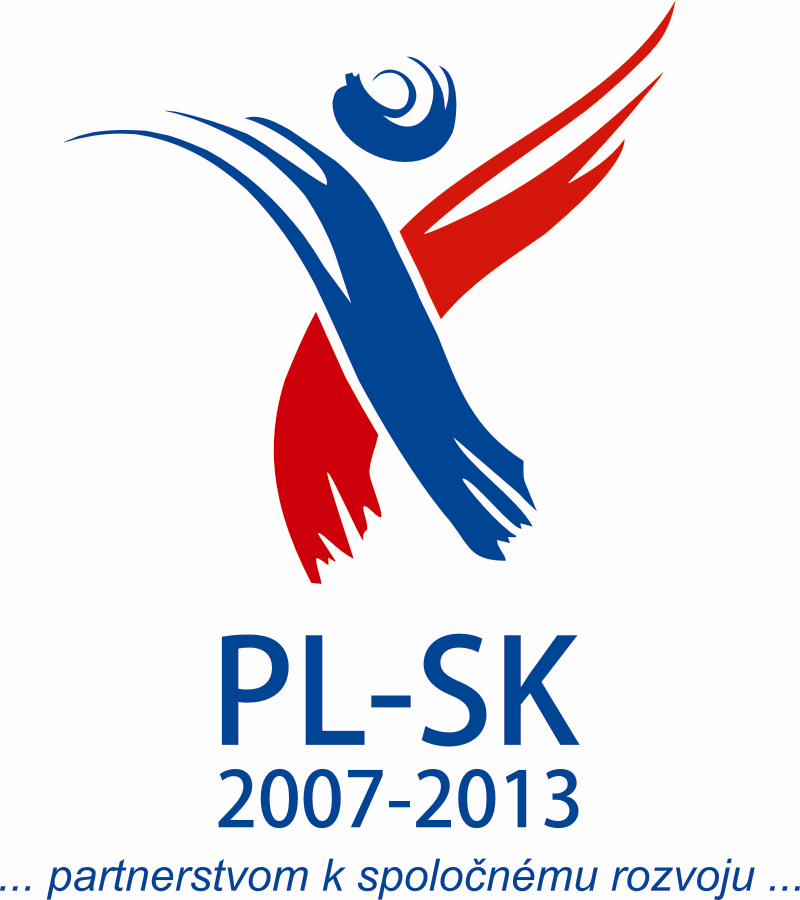 PL-SK
2007-2013
... partnerstvom k spoločnému rozvoju ...